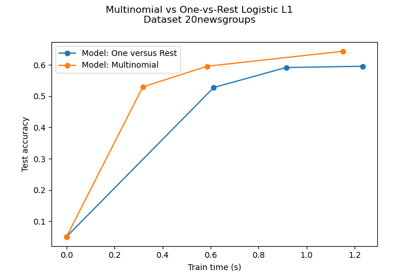 Multinomial vs One-vs-Rest Logistic L1
Dataset 20newsgroups
Model: One versus Rest
Model: Multinomial
0.6
0.5
0.4
0.3
0.2
0.1
Test accuracy
0.0 0.2 0.4 0.6 0.8 1.0 1.2
Train time (s)